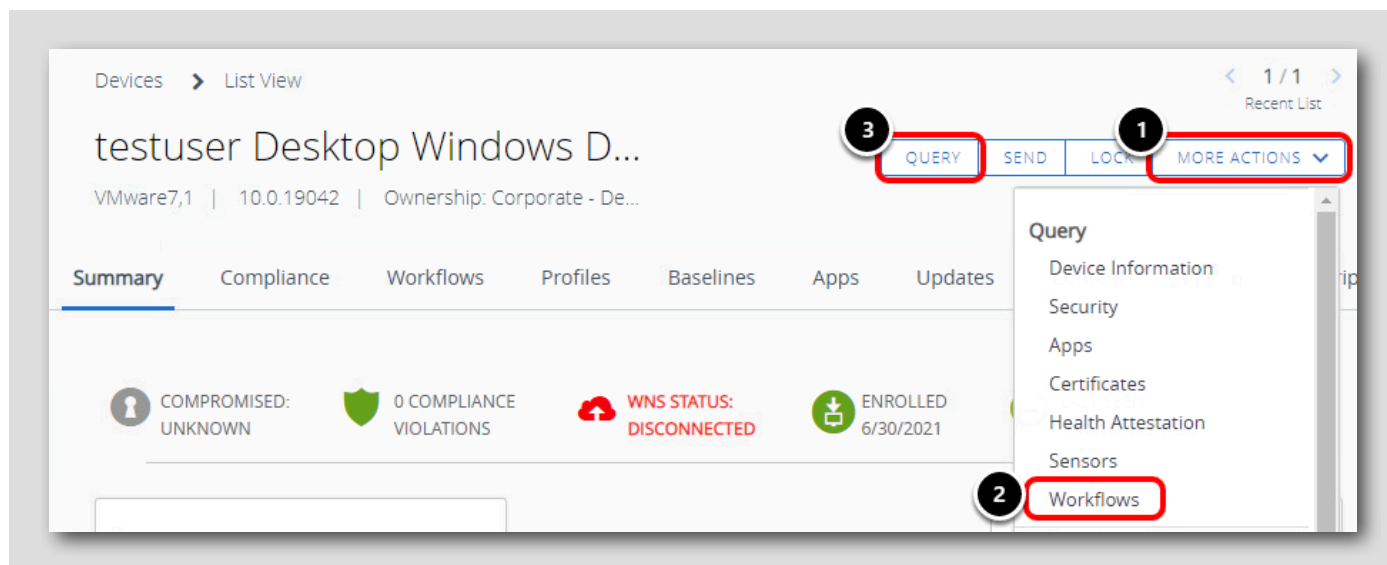 Devices > List View
< 1 / 1 >
Recent List
testuser Desktop Windows D...
3
1
QUERY SEND LOCK MORE ACTIONS
VMware7,1 | 10.0.19042 | Ownership: Corporate - De...
Summary Compliance Workflows Profiles Baselines Apps Updates
Query
Device Information
Security
Apps
Certificates
Health Attestation
Sensors
2
Workflows
COMPROMISED:
UNKNOWN
0 COMPLIANCE
VIOLATIONS
WNS STATUS:
DISCONNECTED
ENROLLED
6/30/2021